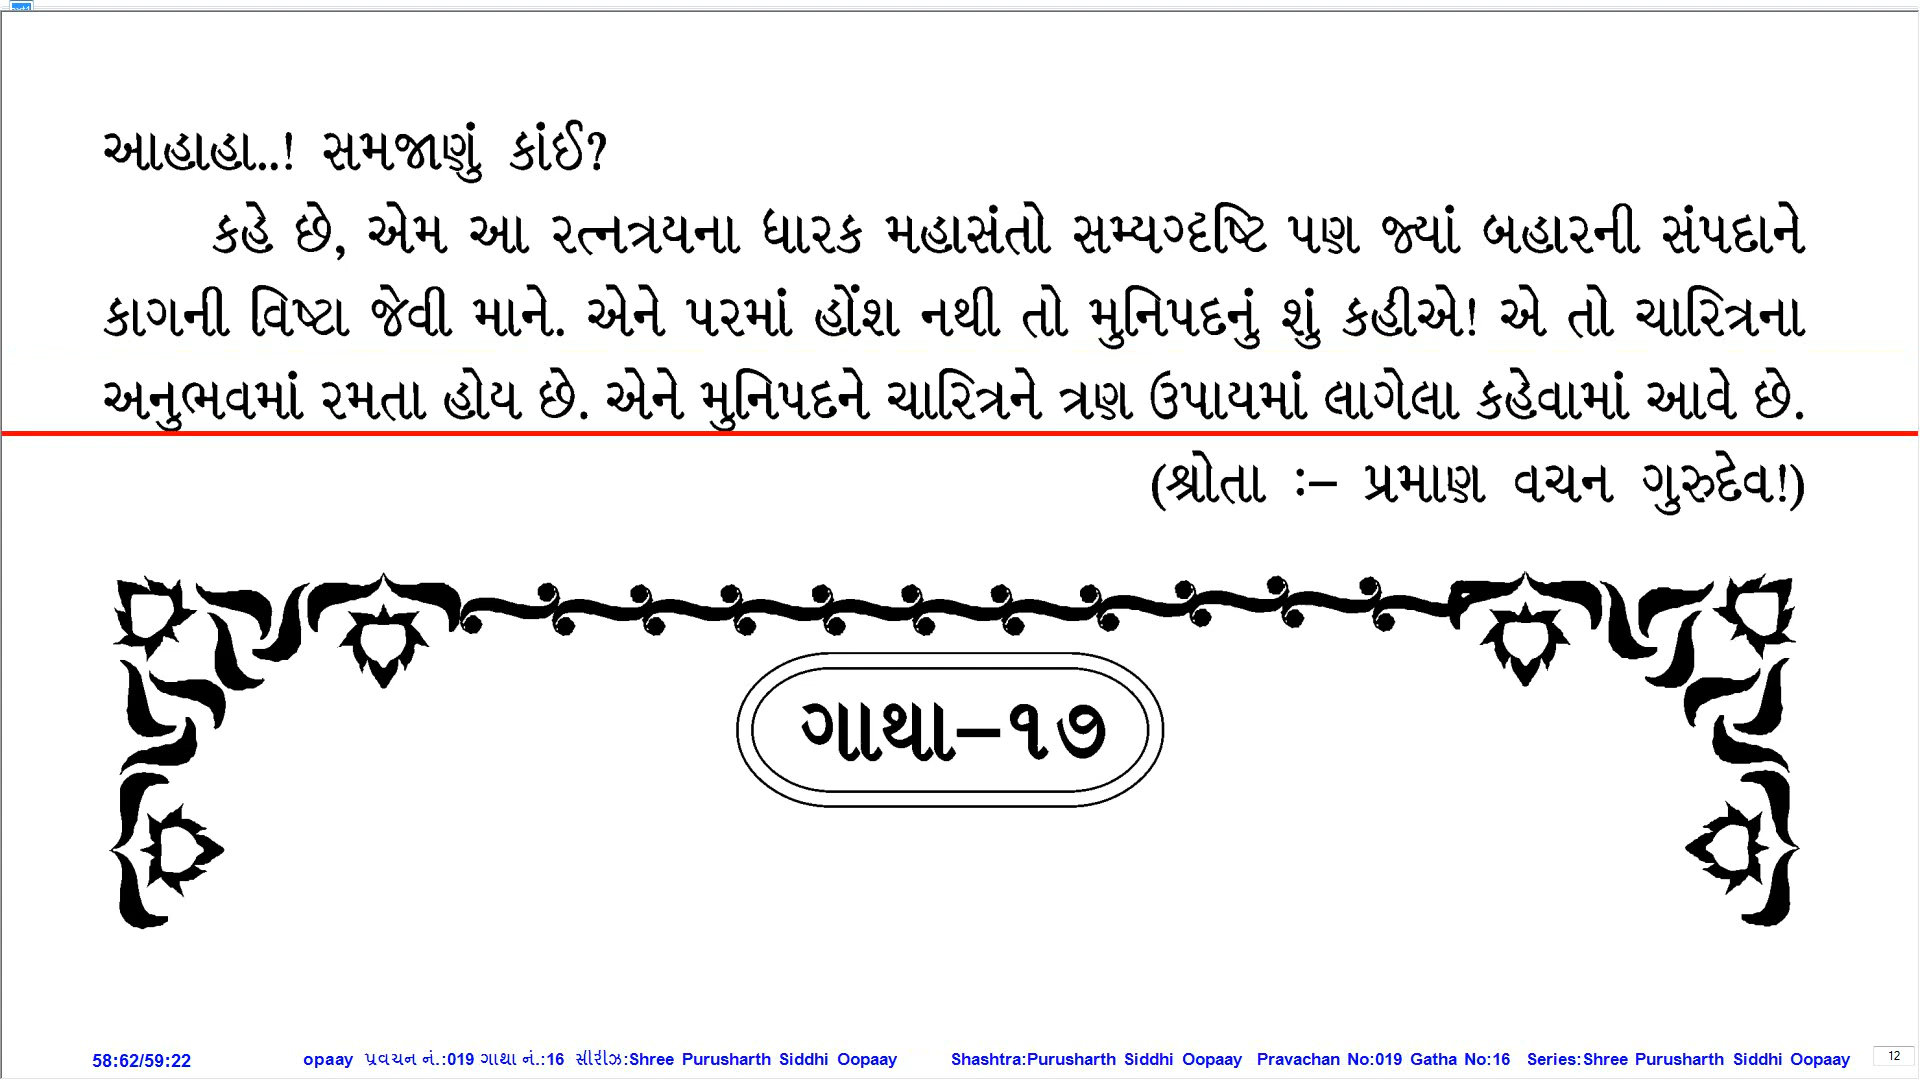 આહાહા..! સમજાણું કાંઈ?
કહે છે, એમ આ રત્નત્રયના ધારક મહાસંતો સમ્યગ્દૃષ્ટિ પણ જ્યાં બહારની સંપદાને
કાગની વિષ્ટા જેવી માને. એને પરમાં હોંશ નથી તો મુનિપદનું શું કહીએ! એ તો ચારિત્રના
અનુભવમાં રમતા હોય છે. એને મુનિપદને ચારિત્રને ત્રણ ઉપાયમાં લાગેલા કહેવામાં આવે છે.
(શ્રોતા ઃ– પ્રમાણ વચન ગુરુદેવ!)
ગાથા–૧૭
58:62/59:22 opaay પ્રવચન નં.:019 ગાથા નં.:16 સીરીઝ:Shree Purusharth Siddhi Oopaay Shashtra:Purusharth Siddhi Oopaay Pravachan No:019 Gatha No:16 Series:Shree Purusharth Siddhi Oopaay 12